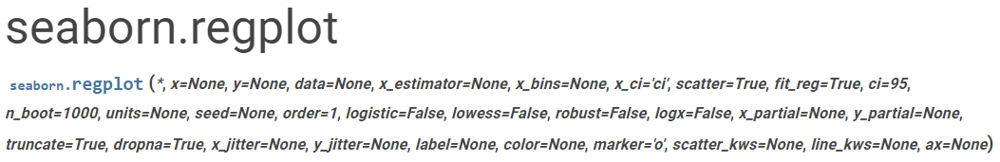 seaborn.regplot
seaborn.regplot (*, x=None, y=None, data=None, x_estimator=None, x_bins=None, x_ci='ci', scatter=True, fit_reg=True, ci=95,
n_boot=1000, units=None, seed=None, order=1, logistic=False, lowess=False, robust=False, logx=False, x_partial=None, y_partial=None,
truncate=True, dropna=True, x_jitter=None, y_jitter=None, label=None, color=None, marker='o', scatter_kws=None, line_kws=None, ax=None)